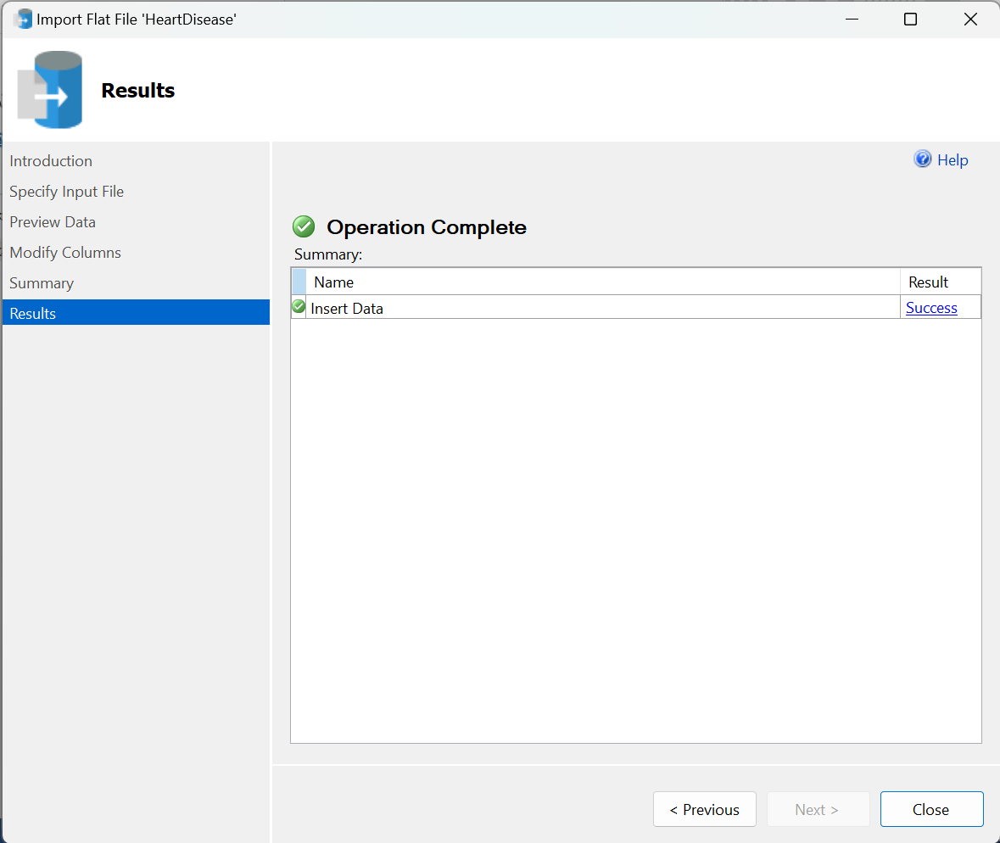 Import Flat File 'HeartDisease'
Results
Introduction
Specify Input File
Preview Data
Modify Columns
Summary
Results
Help
Operation Complete
Summary:
Name Result
Insert Data Success
< Previous Next > Close